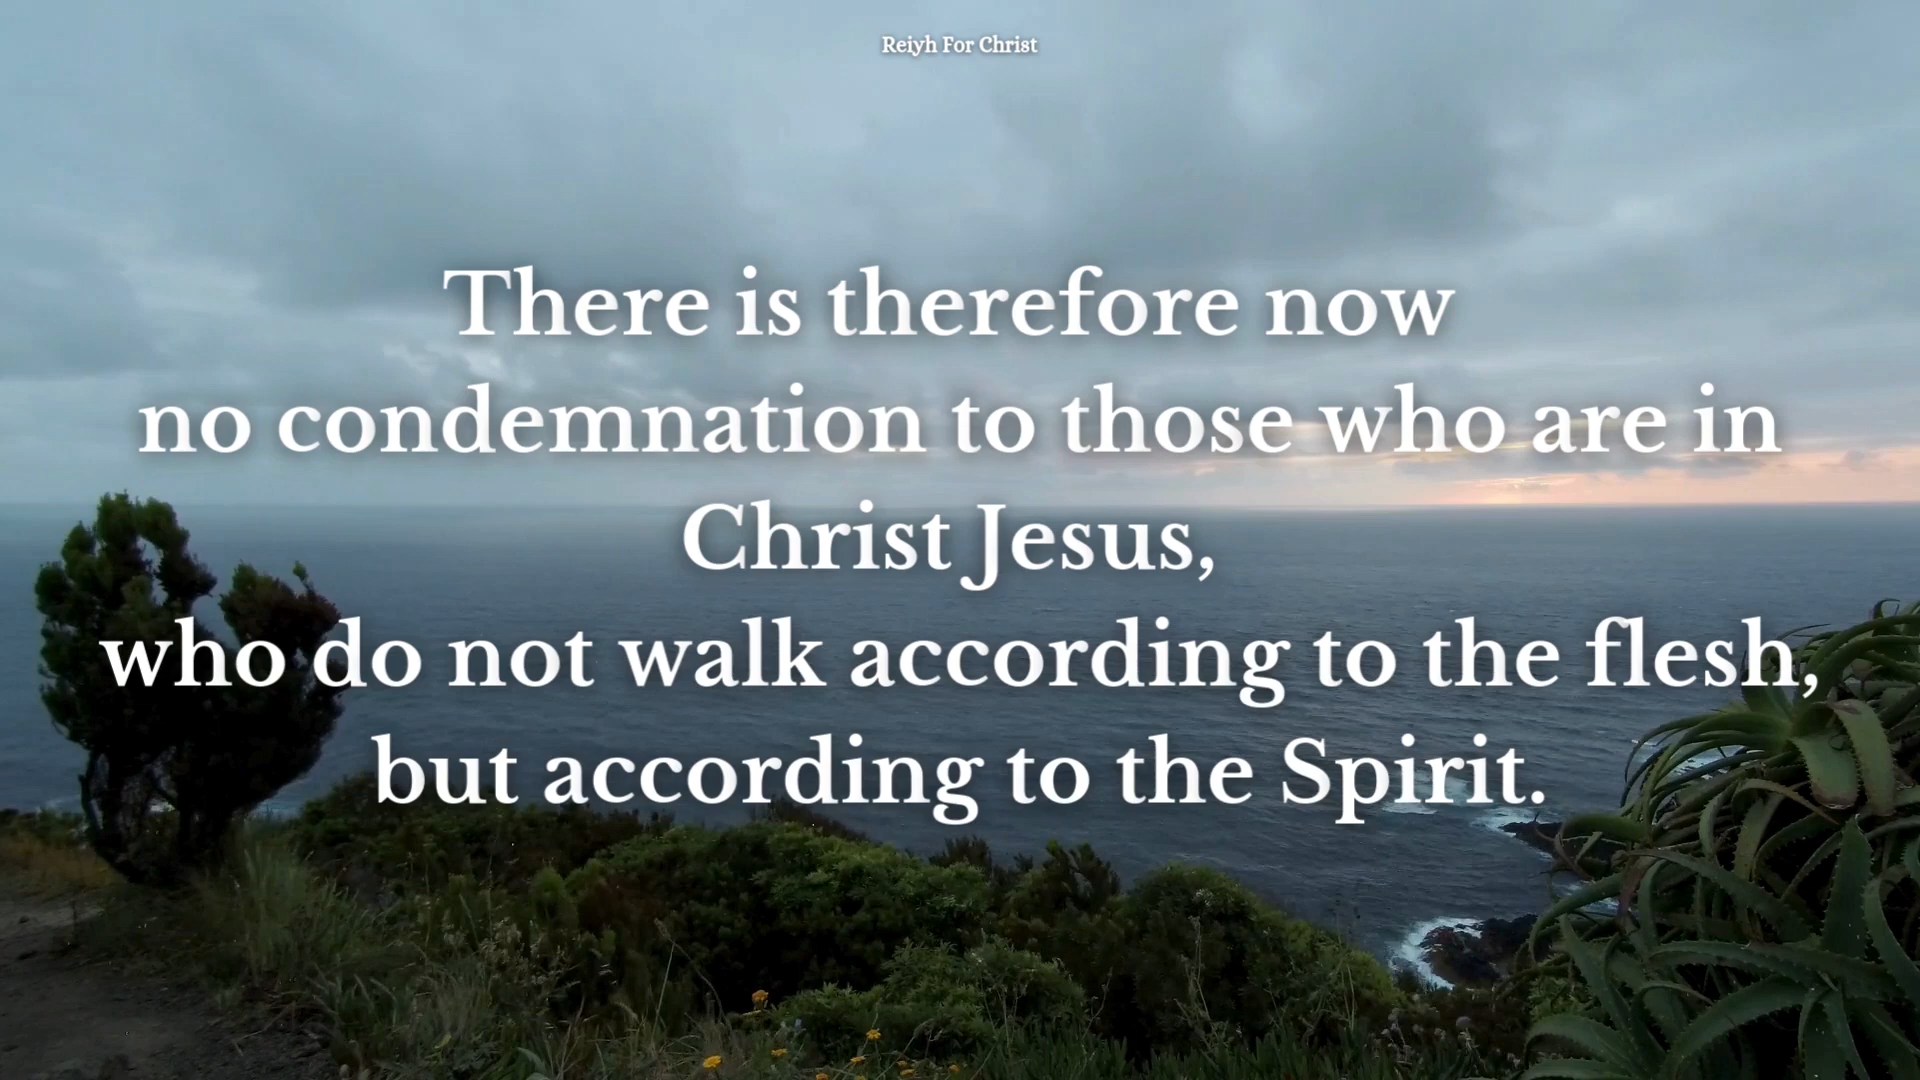 Reiyh For Christ
There is therefore now
no condemnation to those who are in
Christ Jesus,
who do not walk according to the flesh,
but according to the Spirit.